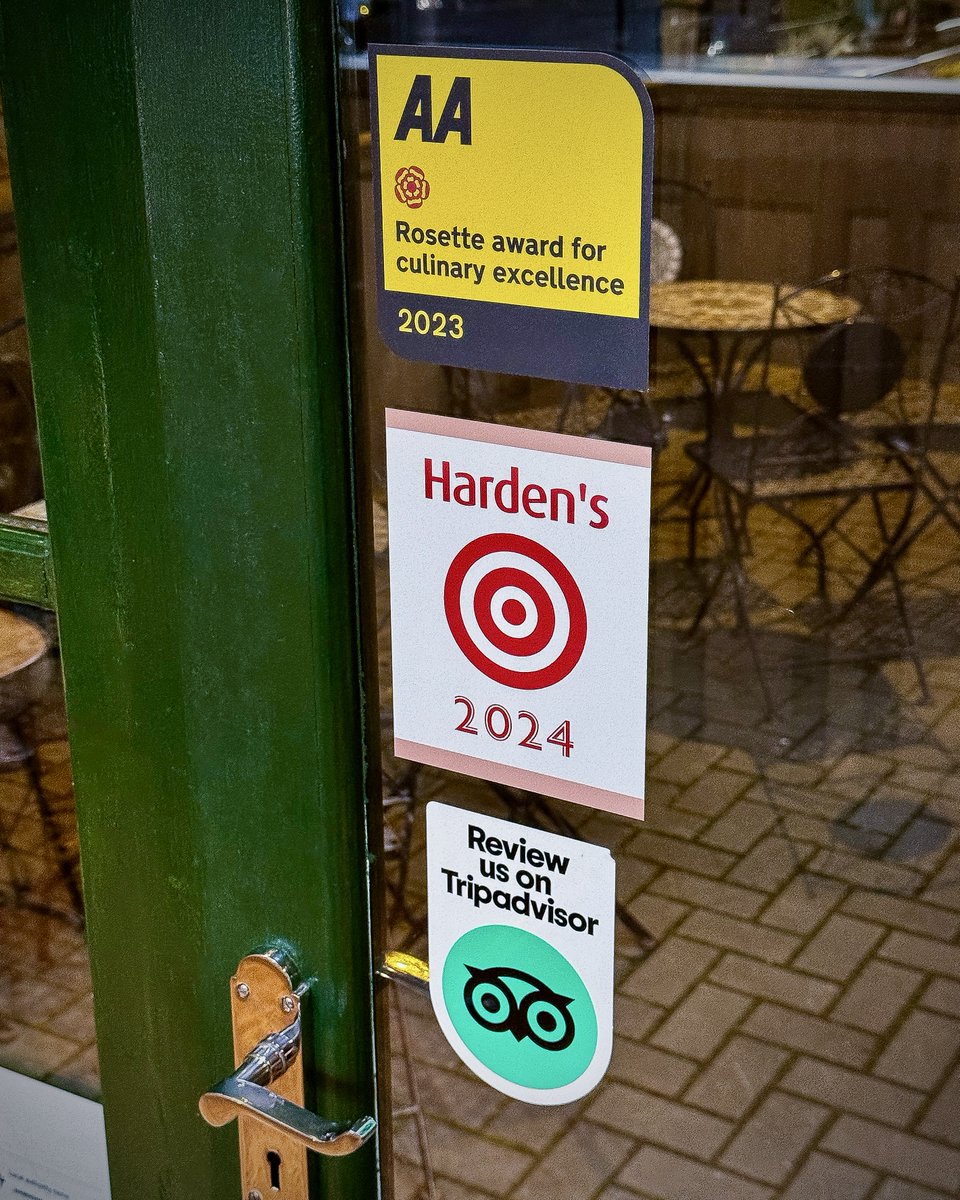 AA
Rosette award for
culinary excellence
2023
Harden's
2024
Review
us on
Tripadvisor